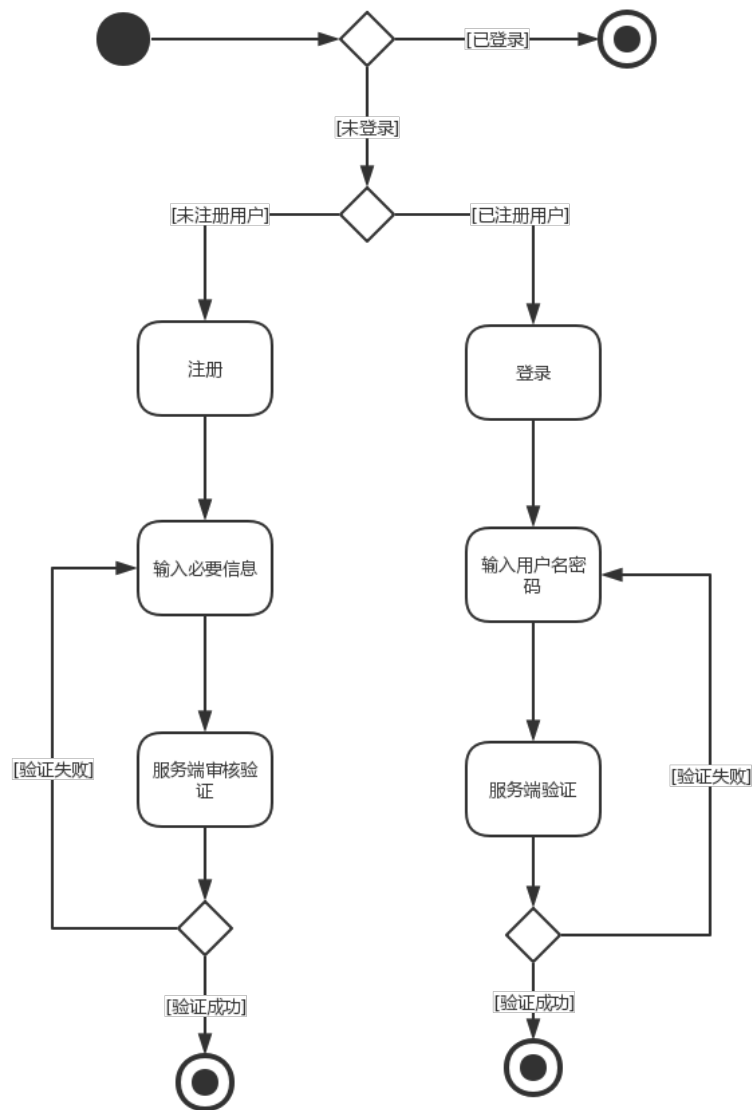 [已登录]
[未登录]
[未注册用户]
[已注册用户]
注册
登录
输入必要信息
输入用户名密
码
[验证失败]
服务端审核验
证
服务端验证
[验证失败]
[验证成功]
[验证成功]